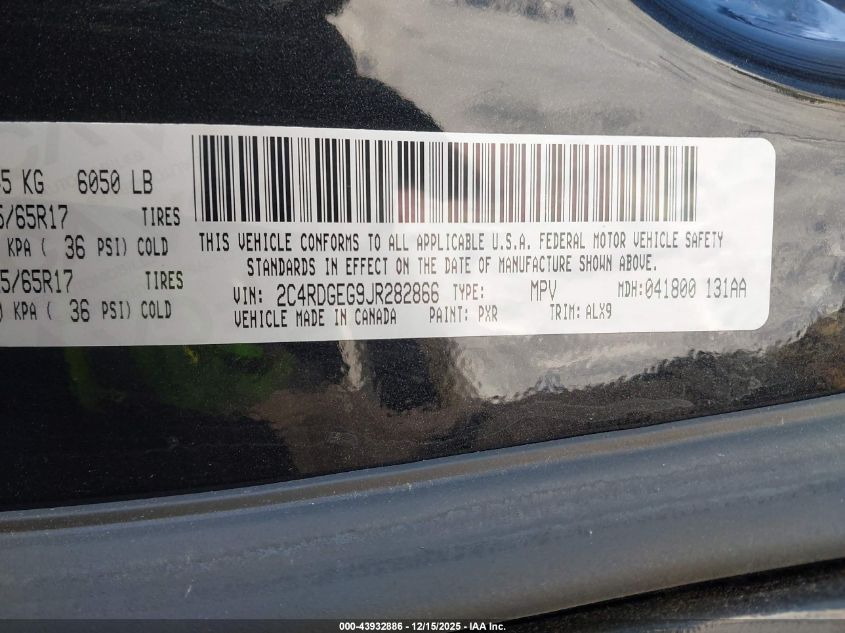 5 KG 6050 LB
5/65R17 TIRES
KPA ( 36 PSI) COLD
5/65R17 TIRES
KPA ( 36 PSI) COLD
THIS VEHICLE CONFORMS TO ALL APPLICABLE U.S.A. FEDERAL MOTOR VEHICLE SAFETY
STANDARDS IN EFFECT ON THE DATE OF MANUFACTURE SHOWN ABOVE.
VIN: 2C4RDGEG9JR282866 TYPE: MPV MDH: 041800 131AA
VEHICLE MADE IN CANADA PAINT: PXR TRIM: ALX9
000-43932886 - 12/15/2025 - IAA Inc.